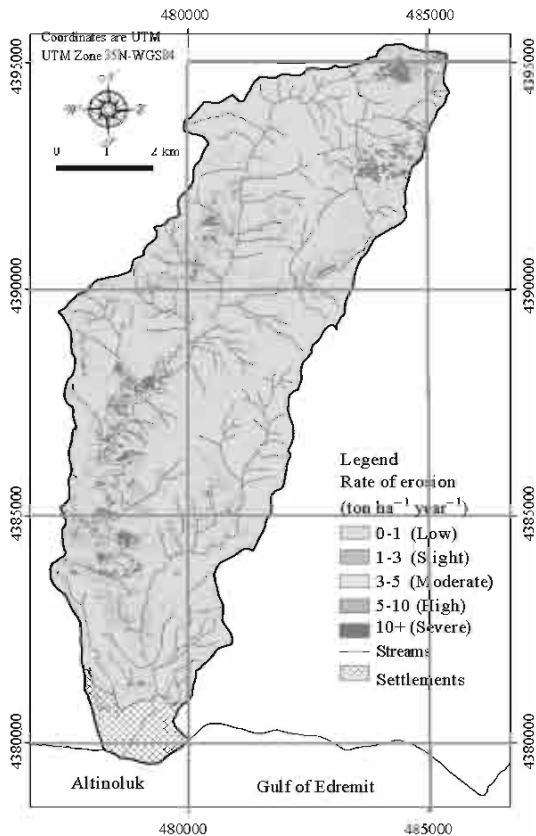 480000 485000
Coordinates are UTM
UTM Zone 35N-WGS84
0 2 km
4395000 4395000
4390000 4390000
4385000 4385000
4380000 4380000
Legend
Rate of erosion
(ton ha⁻¹ year⁻¹)
0-1 (Low)
1-3 (Slight)
3-5 (Moderate)
5-10 (High)
10+ (Severe)
Streams
Settlements
Altinoluk Gulf of Edremit
480000 485000